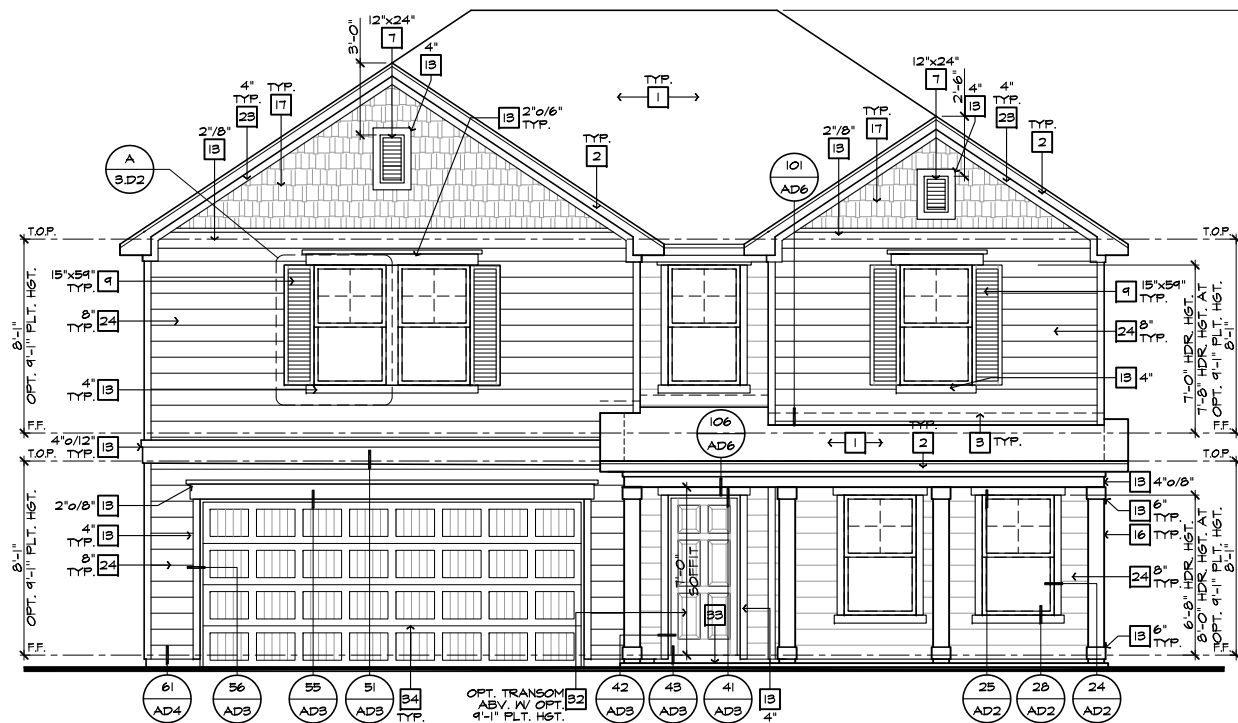 12"x24"
7
3'-0"
4"
13
TYP.
1
12"x24"
7
2'-6"
4"
13
4"
TYP.
23
TYP.
17
2"/8"
13
13 2"o/6"
TYP.
TYP.
2
A
3.D2
101
AD6
2"/8"
13
TYP.
17
4"
TYP.
23
TYP.
2
T.O.P.
T.O.P.
15"x59" 9
TYP.
8" 24
TYP.
4" 13
TYP.
9 15"x59"
TYP.
24 8"
TYP.
13 4"
8'-1"
OPT. 9'-1" PLT. HGT.
7'-0" HDR. HGT.
7'-8" HDR. HGT. AT
OPT. 9'-1" PLT. HGT.
8'-1"
F.F.
F.F.
4"o/12" 13
TYP.
106
AD6
1
TYP.
2
3 TYP.
T.O.P.
T.O.P.
2"o/8" 13
4" 13
TYP.
8" 24
TYP.
13 4"o/8"
13 6"
TYP.
16 TYP.
24 8"
TYP.
13 6"
TYP.
7'-0"
SOFFIT
33
8'-1"
OPT. 9'-1" PLT. HGT.
6'-8" HDR. HGT.
8'-0" HDR. HGT. AT
OPT. 9'-1" PLT. HGT.
8'-1"
F.F.
F.F.
61
AD4
56
AD3
55
AD3
51
AD3
34
TYP.
OPT. TRANSOM
ABV. W/ OPT. 32
9'-1" PLT. HGT.
42
AD3
43
AD3
41
AD3
13
4"
25
AD2
28
AD2
24
AD2